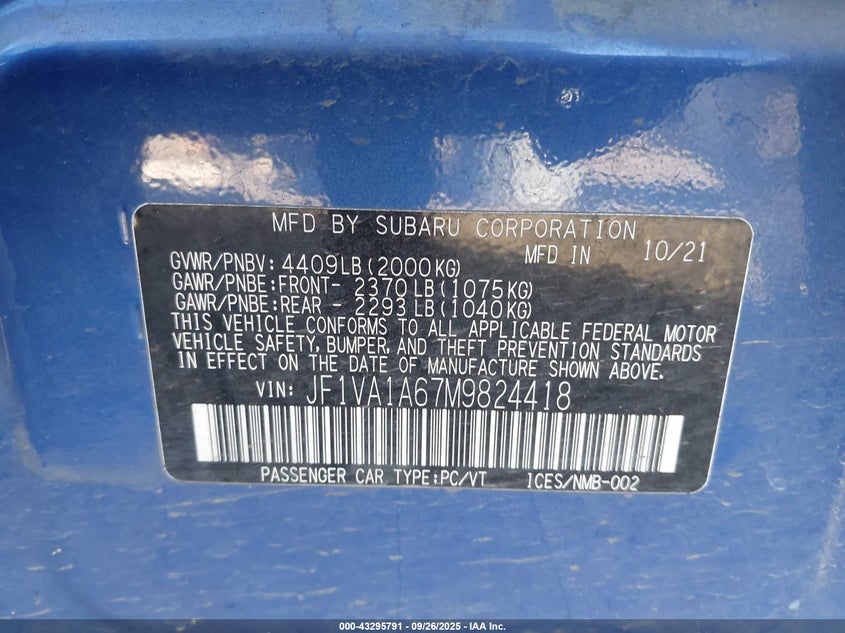 MFD BY SUBARU CORPORATION
MFD IN 10/21
GVWR/PNBV: 4409LB(2000KG)
GAWR/PNBE:FRONT- 2370LB(1075KG)
GAWR/PNBE:REAR - 2293LB(1040KG)
THIS VEHICLE CONFORMS TO ALL APPLICABLE FEDERAL MOTOR
VEHICLE SAFETY, BUMPER, AND THEFT PREVENTION STANDARDS
IN EFFECT ON THE DATE OF MANUFACTURE SHOWN ABOVE.
VIN: JF1VA1A67M9824418
PASSENGER CAR TYPE:PC/VT ICES/NMB-002
000-43295791 - 09/26/2025 - IAA Inc.